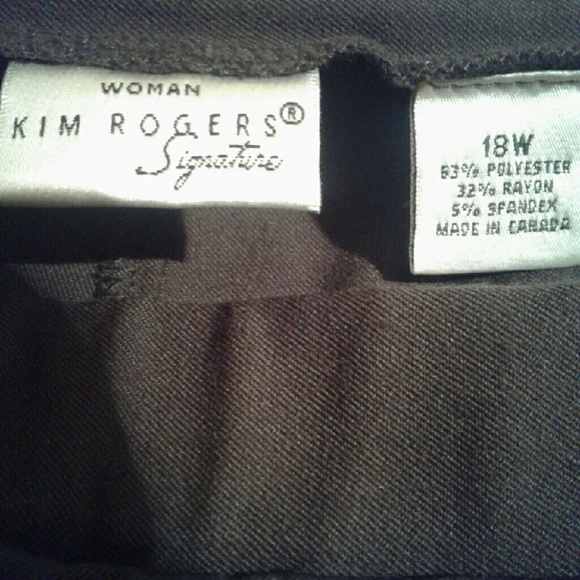 WOMAN
KIM ROGERS®
Signature
18W
63% POLYESTER
32% RAYON
5% SPANDEX
MADE IN CANADA